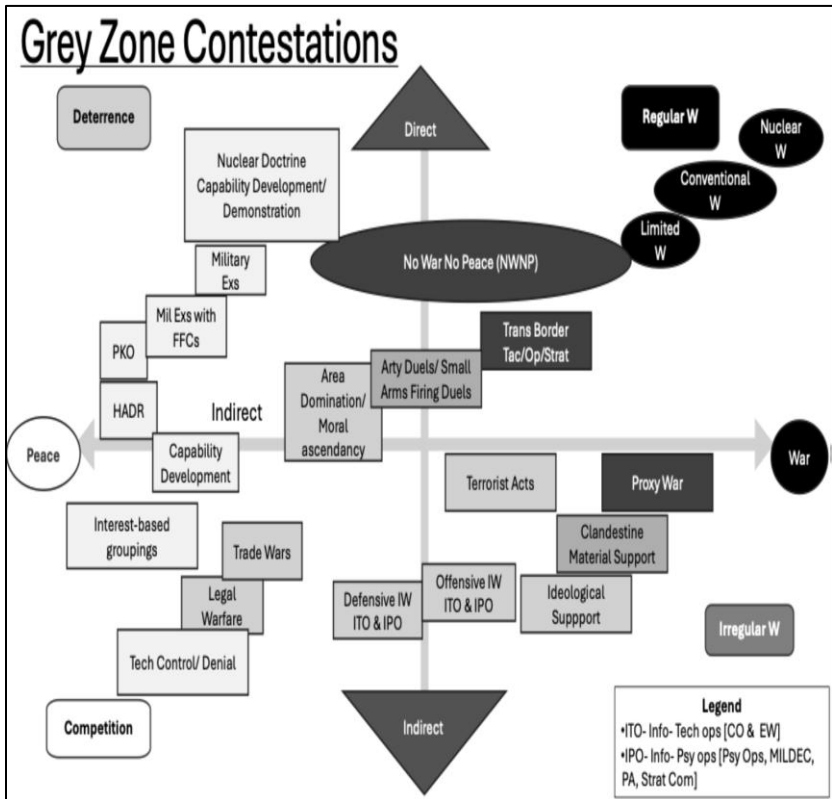 Grey Zone Contestations
Deterrence
Direct
Regular W
Nuclear
W
Nuclear Doctrine
Capability Development/
Demonstration
Conventional
W
Limited
W
Military
Exs
No War No Peace (NWNP)
Mil Exs with
FFCs
PKO
Trans Border
Tac/Op/Strat
Arty Duels/ Small
Arms Firing Duels
Area
Domination/
Moral
ascendancy
HADR
Indirect
Peace
Capability
Development
War
Terrorist Acts
Proxy War
Interest-based
groupings
Trade Wars
Clandestine
Material Support
Legal
Warfare
Defensive IW
ITO & IPO
Offensive IW
ITO & IPO
Ideological
Suppport
Tech Control/ Denial
Irregular W
Competition
Indirect
Legend
•ITO- Info- Tech ops [CO & EW]
•IPO- Info- Psy ops [Psy Ops, MILDEC,
PA, Strat Com]